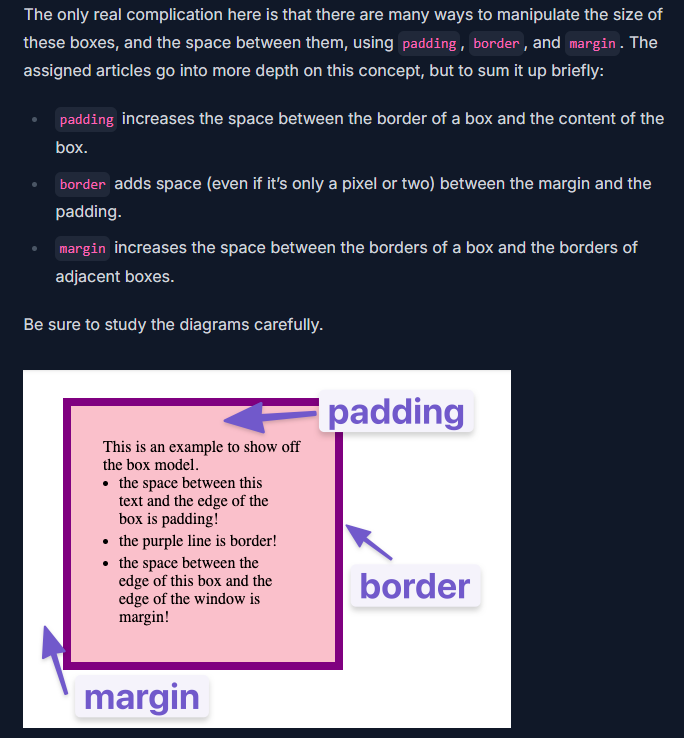 The only real complication here is that there are many ways to manipulate the size of
these boxes, and the space between them, using padding, border, and margin. The
assigned articles go into more depth on this concept, but to sum it up briefly:
padding increases the space between the border of a box and the content of the
box.
border adds space (even if it’s only a pixel or two) between the margin and the
padding.
margin increases the space between the borders of a box and the borders of
adjacent boxes.
Be sure to study the diagrams carefully.
padding
This is an example to show off
the box model.
the space between this
text and the edge of the
box is padding!
the purple line is border!
the space between the
edge of this box and the
edge of the window is
margin!
border
margin